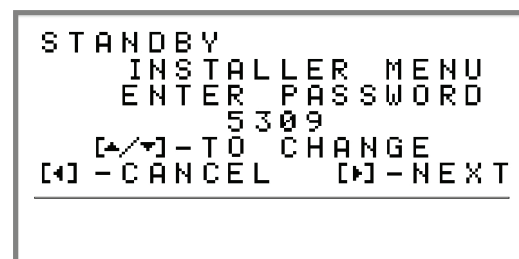 STANDBY
INSTALLER MENU
ENTER PASSWORD
5309
[▲/▼]-TO CHANGE
[◀] -CANCEL [▶]-NEXT